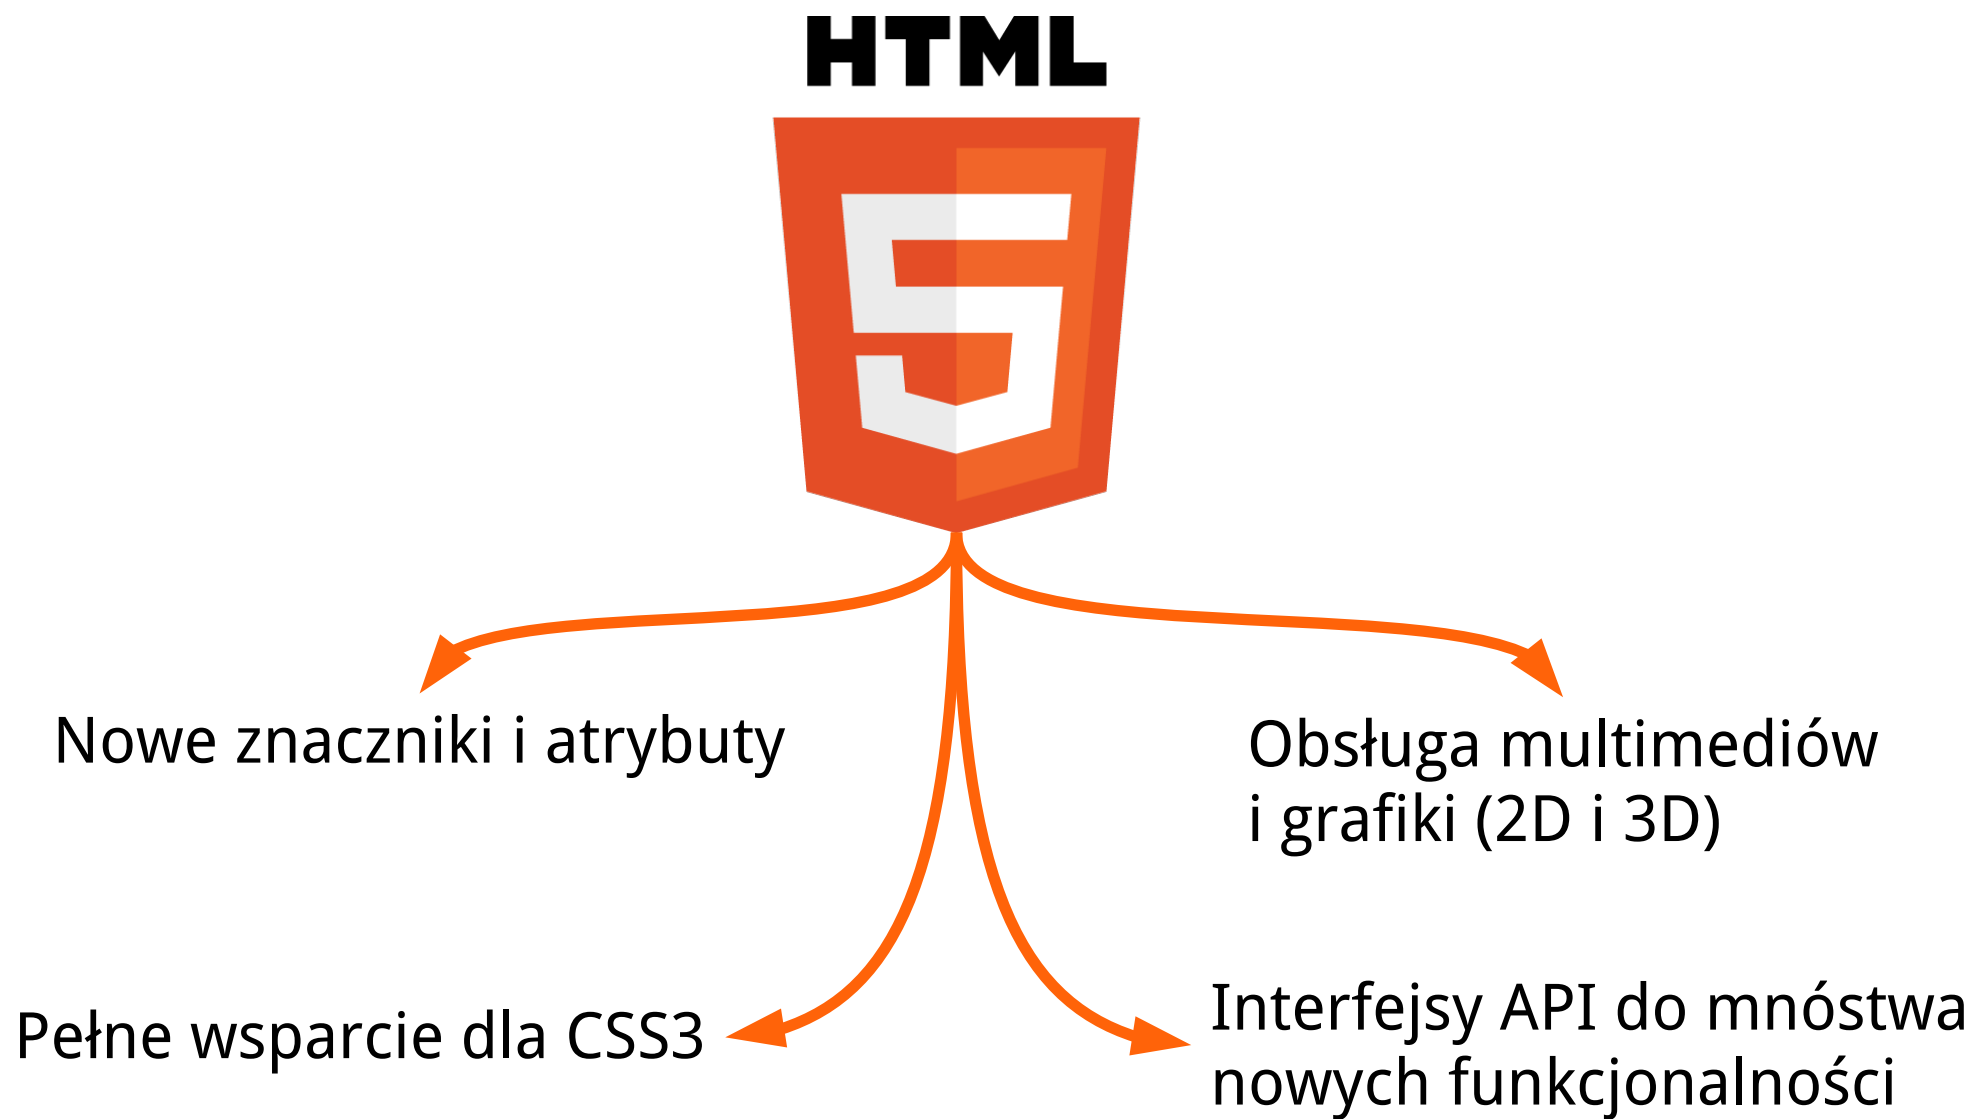 HTML
5
Nowe znaczniki i atrybuty
Obsługa multimediów
i grafiki (2D i 3D)
Pełne wsparcie dla CSS3
Interfejsy API do mnóstwa
nowych funkcjonalności